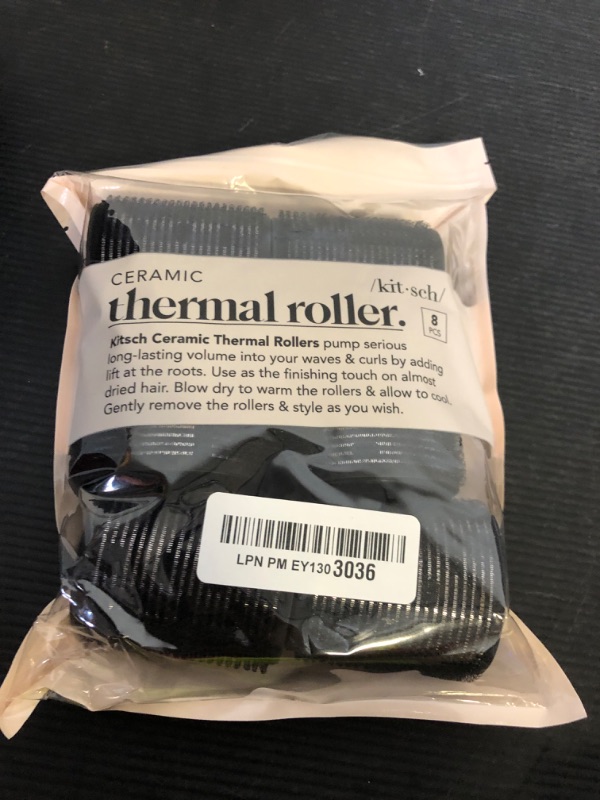 CERAMIC
/kit·sch/
thermal roller.
8
PCS
Kitsch Ceramic Thermal Rollers pump serious
long-lasting volume into your waves & curls by adding
lift at the roots. Use as the finishing touch on almost
dried hair. Blow dry to warm the rollers & allow to cool.
Gently remove the rollers & style as you wish.
LPN PM EY130 3036